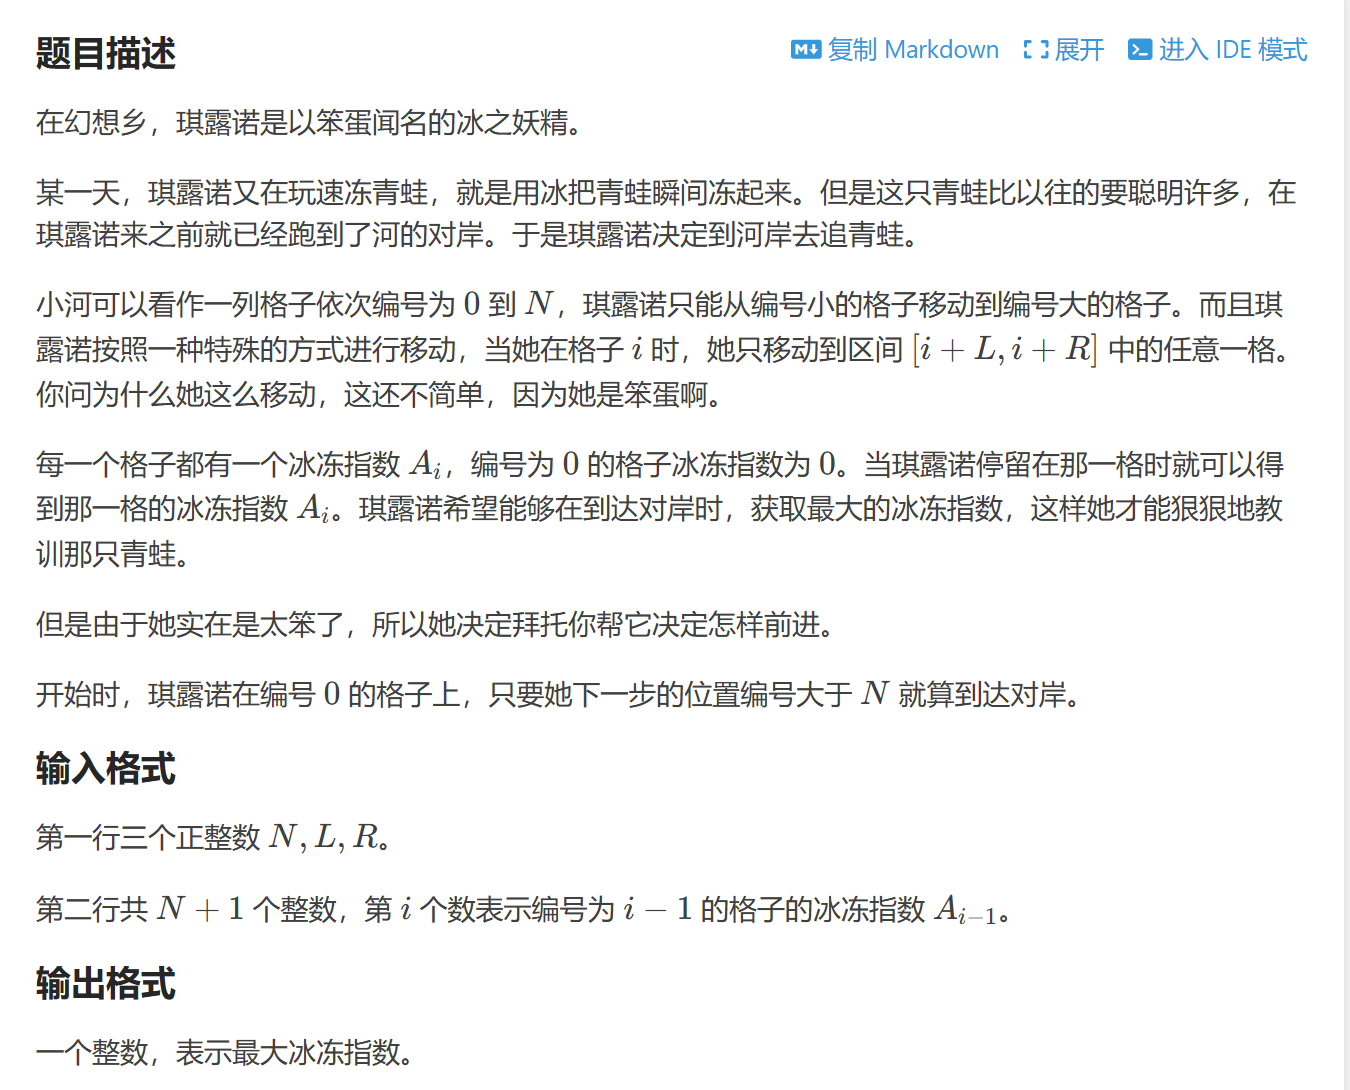 题目描述
复制 Markdown 展开 进入 IDE 模式
在幻想乡，琪露诺是以笨蛋闻名的冰之妖精。
某一天，琪露诺又在玩速冻青蛙，就是用冰把青蛙瞬间冻起来。但是这只青蛙比以往的要聪明许多，在
琪露诺来之前就已经跑到了河的对岸。于是琪露诺决定到河岸去追青蛙。
小河可以看作一列格子依次编号为 0 到 N，琪露诺只能从编号小的格子移动到编号大的格子。而且琪
露诺按照一种特殊的方式进行移动，当她在格子 i 时，她只移动到区间 [i + L, i + R] 中的任意一格。
你问为什么她这么移动，这还不简单，因为她是笨蛋啊。
每一个格子都有一个冰冻指数 A_i，编号为 0 的格子冰冻指数为 0。当琪露诺停留在那一格时就可以得
到那一格的冰冻指数 A_i。琪露诺希望能够在到达对岸时，获取最大的冰冻指数，这样她才能狠狠地教
训那只青蛙。
但是由于她实在是太笨了，所以她决定拜托你帮它决定怎样前进。
开始时，琪露诺在编号 0 的格子上，只要她下一步的位置编号大于 N 就算到达对岸。
输入格式
第一行三个正整数 N, L, R。
第二行共 N + 1 个整数，第 i 个数表示编号为 i − 1 的格子的冰冻指数 A_{i−1}。
输出格式
一个整数，表示最大冰冻指数。